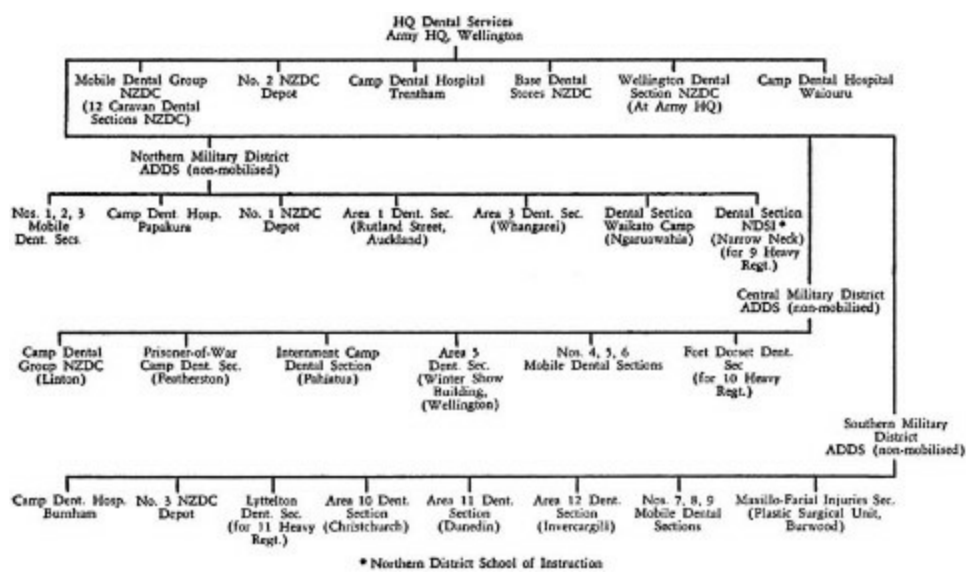 HQ Dental Services
Army HQ, Wellington
Mobile Dental Group
NZDC
(12 Caravan Dental
Sections NZDC)
No. 2 NZDC
Depot
Camp Dental Hospital
Trentham
Base Dental
Stores NZDC
Wellington Dental
Section NZDC
(At Army HQ)
Camp Dental Hospital
Waiouru
Northern Military District
ADDS (non-mobilised)
Nos. 1, 2, 3
Mobile
Dent. Secs.
Camp Dent. Hosp.
Papakura
No. 1 NZDC
Depot
Area 1 Dent. Sec.
(Rutland Street,
Auckland)
Area 3 Dent. Sec.
(Whangarei)
Dental Section
Waikato Camp
(Ngaruawahia)
Dental Section
NDSI*
(Narrow Neck)
(for 9 Heavy
Regt.)
Central Military District
ADDS (non-mobilised)
Camp Dental
Group NZDC
(Linton)
Prisoner-of-War
Camp Dent. Sec.
(Featherston)
Internment Camp
Dental Section
(Pahiatua)
Area 5
Dent. Sec.
(Winter Show
Building,
(Wellington)
Nos. 4, 5, 6
Mobile Dental Sections
Fort Dorset Dent.
Sec
(for 10 Heavy
Regt.)
Southern Military
District
ADDS (non-mobilised)
Camp Dent. Hosp.
Burnham
No. 3 NZDC
Depot
Lyttelton
Dent. Sec.
(for 11 Heavy
Regt.)
Area 10 Dent.
Section
(Christchurch)
Area 11 Dent.
Section
(Dunedin)
Area 12 Dent.
Section
(Invercargill)
Nos. 7, 8, 9
Mobile Dental
Sections
Maxillo-Facial Injuries Sec.
(Plastic Surgical Unit,
Burwood)
* Northern District School of Instruction